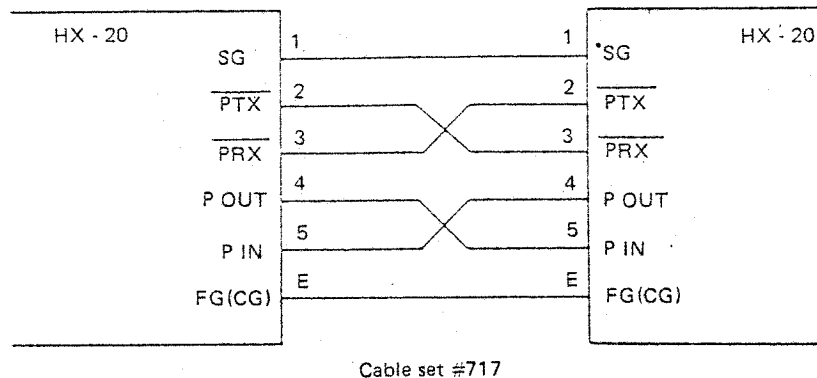 HX - 20
HX - 20
SG 1 1 SG
PTX 2 2 PTX
PRX 3 3 PRX
P OUT 4 4 P OUT
P IN 5 5 P IN
FG(CG) E E FG(CG)
Cable set #717